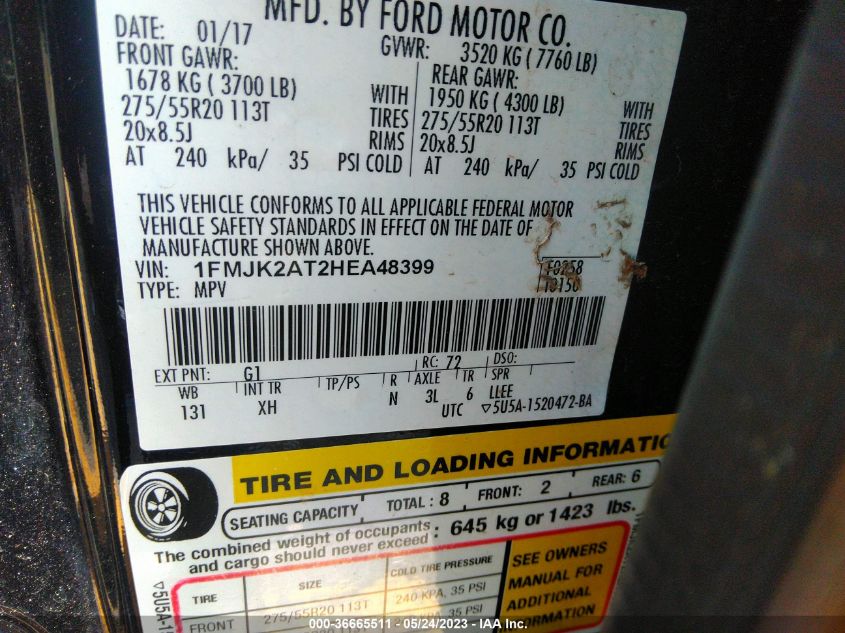 MFD. BY FORD MOTOR CO.
DATE: 01/17 GVWR: 3520 KG ( 7760 LB)
FRONT GAWR: REAR GAWR:
1678 KG ( 3700 LB) WITH 1950 KG ( 4300 LB) WITH
275/55R20 113T TIRES 275/55R20 113T TIRES
20x8.5J RIMS 20x8.5J RIMS
AT 240 kPa/ 35 PSI COLD AT 240 kPa/ 35 PSI COLD
THIS VEHICLE CONFORMS TO ALL APPLICABLE FEDERAL MOTOR
VEHICLE SAFETY STANDARDS IN EFFECT ON THE DATE OF
MANUFACTURE SHOWN ABOVE.
VIN: 1FMJK2AT2HEA48399 F0258
TYPE: MPV T0150
EXT PNT: G1 RC: 72 DSO:
WB INT TR TP/PS R AXLE TR SPR
131 XH N 3L 6 LLEE
UTC ▽5U5A-1520472-BA
TIRE AND LOADING INFORMATIO
SEATING CAPACITY TOTAL : 8 FRONT: 2 REAR: 6
The combined weight of occupants
and cargo should never exceed : 645 kg or 1423 lbs.
TIRE SIZE COLD TIRE PRESSURE SEE OWNERS
MANUAL FOR
FRONT 275/55R20 113T 240 KPA, 35 PSI ADDITIONAL
INFORMATION
▽5U5A-1
000-36665511 - 05/24/2023 - IAA Inc.